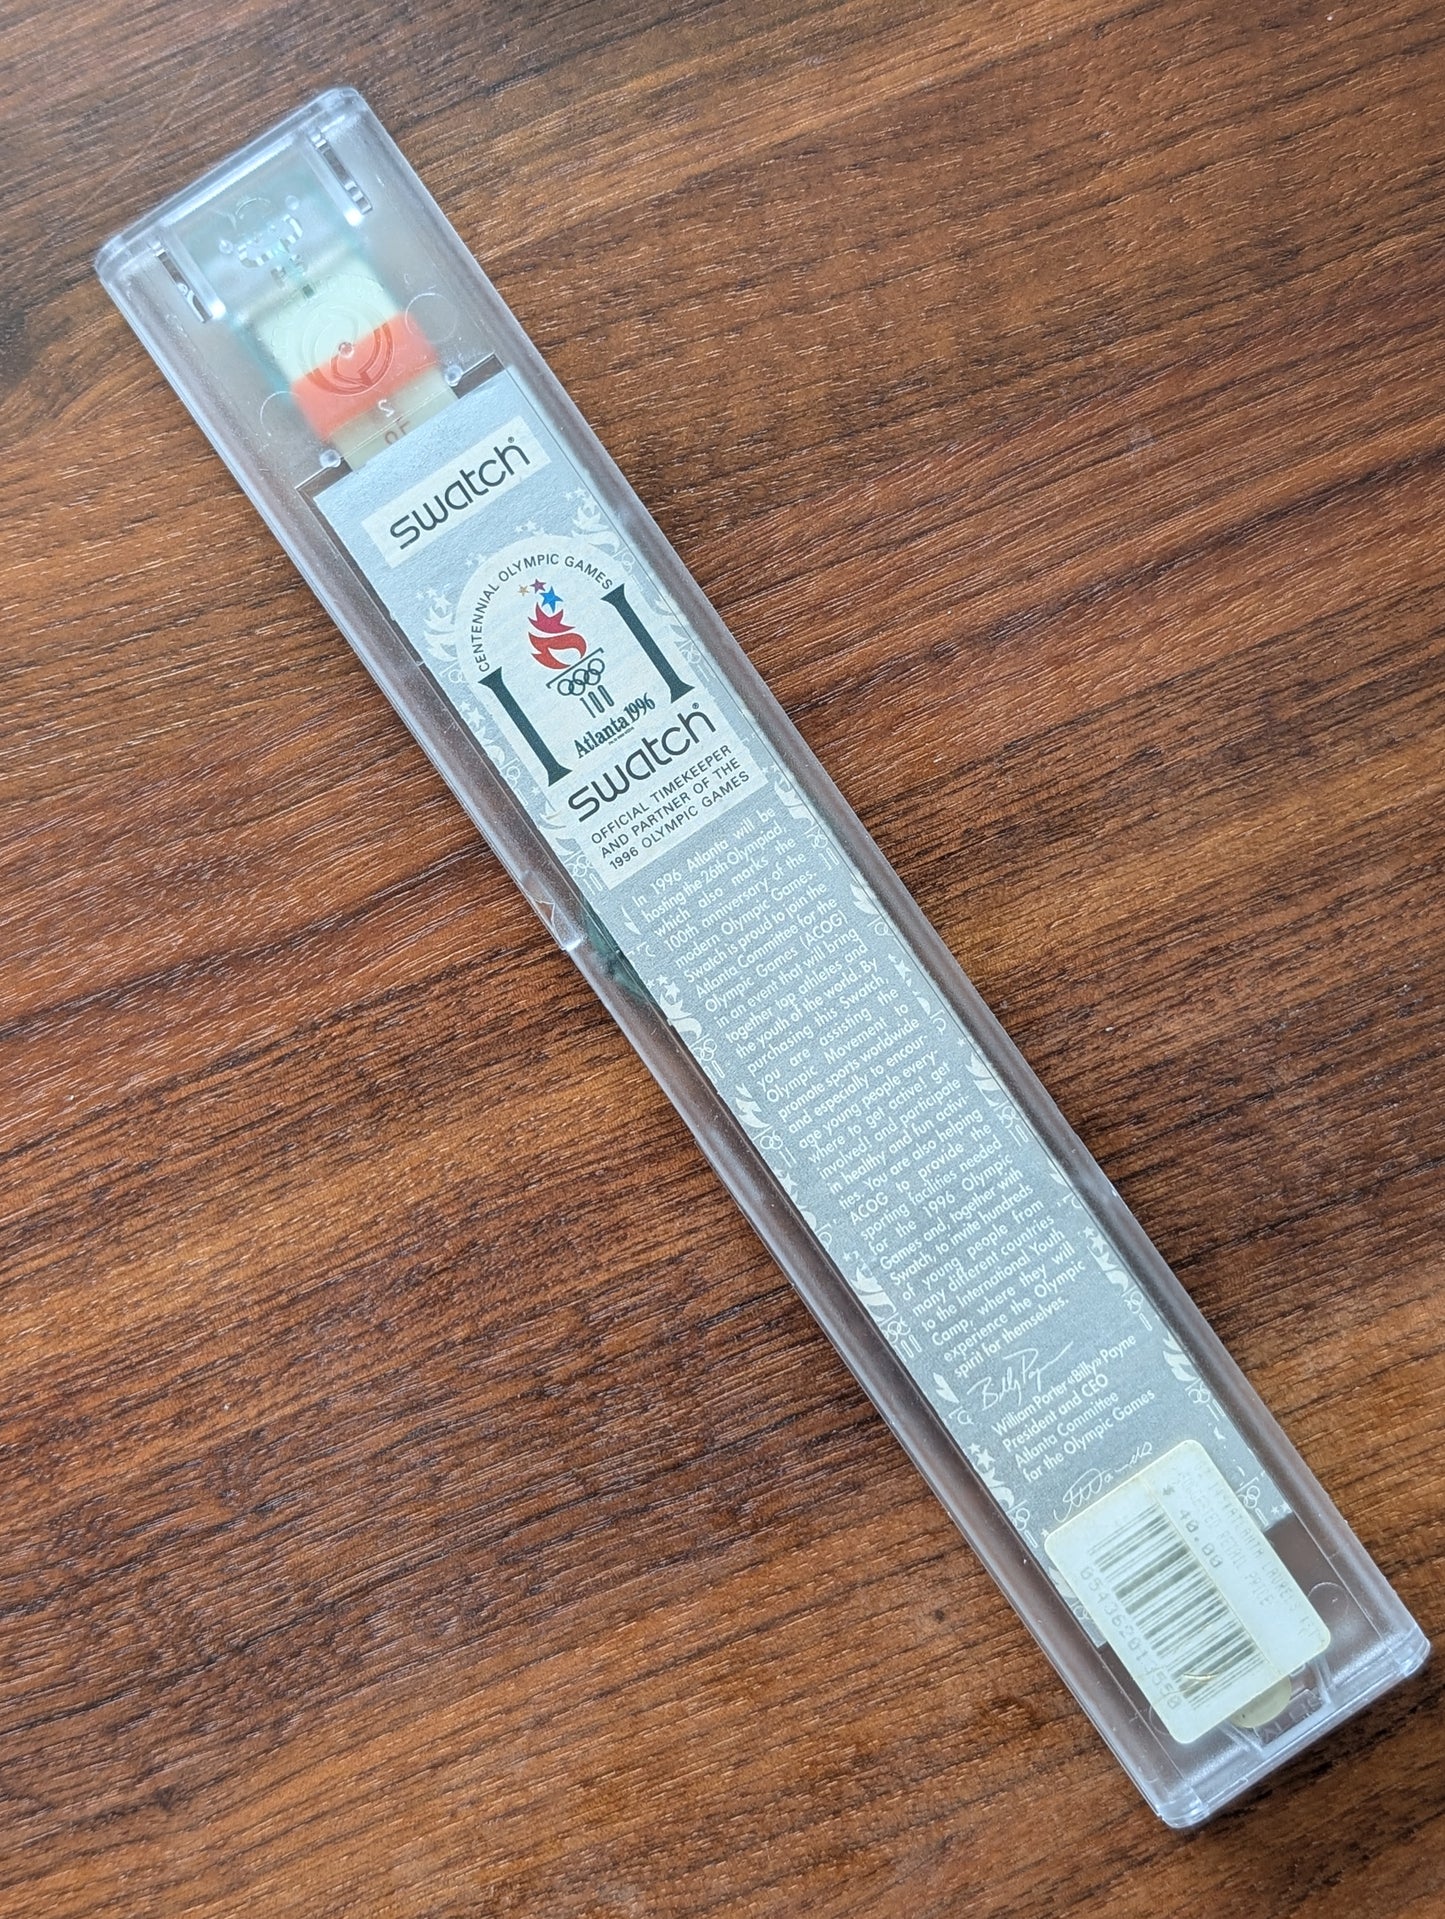 swatch®
CENTENNIAL OLYMPIC GAMES
100
Atlanta 1996
swatch®
OFFICIAL TIMEKEEPER
AND PARTNER OF THE
1996 OLYMPIC GAMES
In 1996 Atlanta will be
hosting the 26th Olympiad,
which also marks the
100th anniversary of the
modern Olympic Games.
Swatch is proud to join the
Atlanta Committee for the
Olympic Games (ACOG)
in an event that will bring
together top athletes and
the youth of the world. By
purchasing this Swatch,
you are assisting the
Olympic Movement to
promote sports worldwide
and especially to encour
age young people every-
where to get active! get
involved! and participate
in healthy and fun activi-
ties. You are also helping
ACOG to provide the
sporting facilities needed
for the 1996 Olympic
Games and, together with
Swatch, to invite hundreds
of young people from
many different countries
to the International Youth
Camp, where they will
experience the Olympic
spirit for themselves.
Billy Payne
William Porter «Billy» Payne
President and CEO
Atlanta Committee
for the Olympic Games
SUGGESTED RETAIL PRICE
$ 40.00